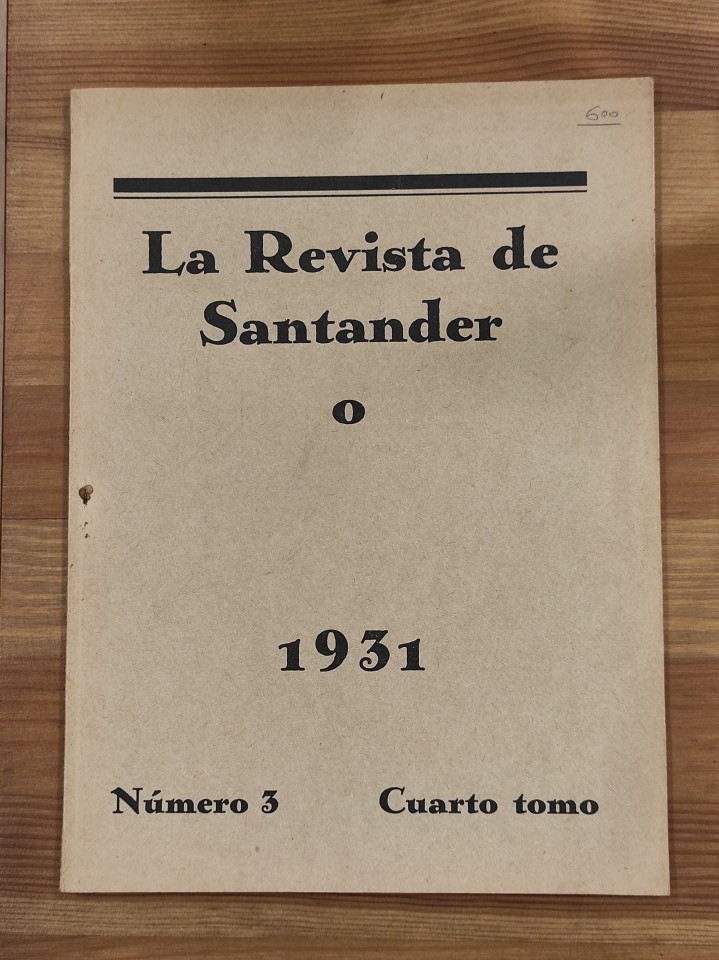 600
La Revista de
Santander
o
1931
Número 3 Cuarto tomo